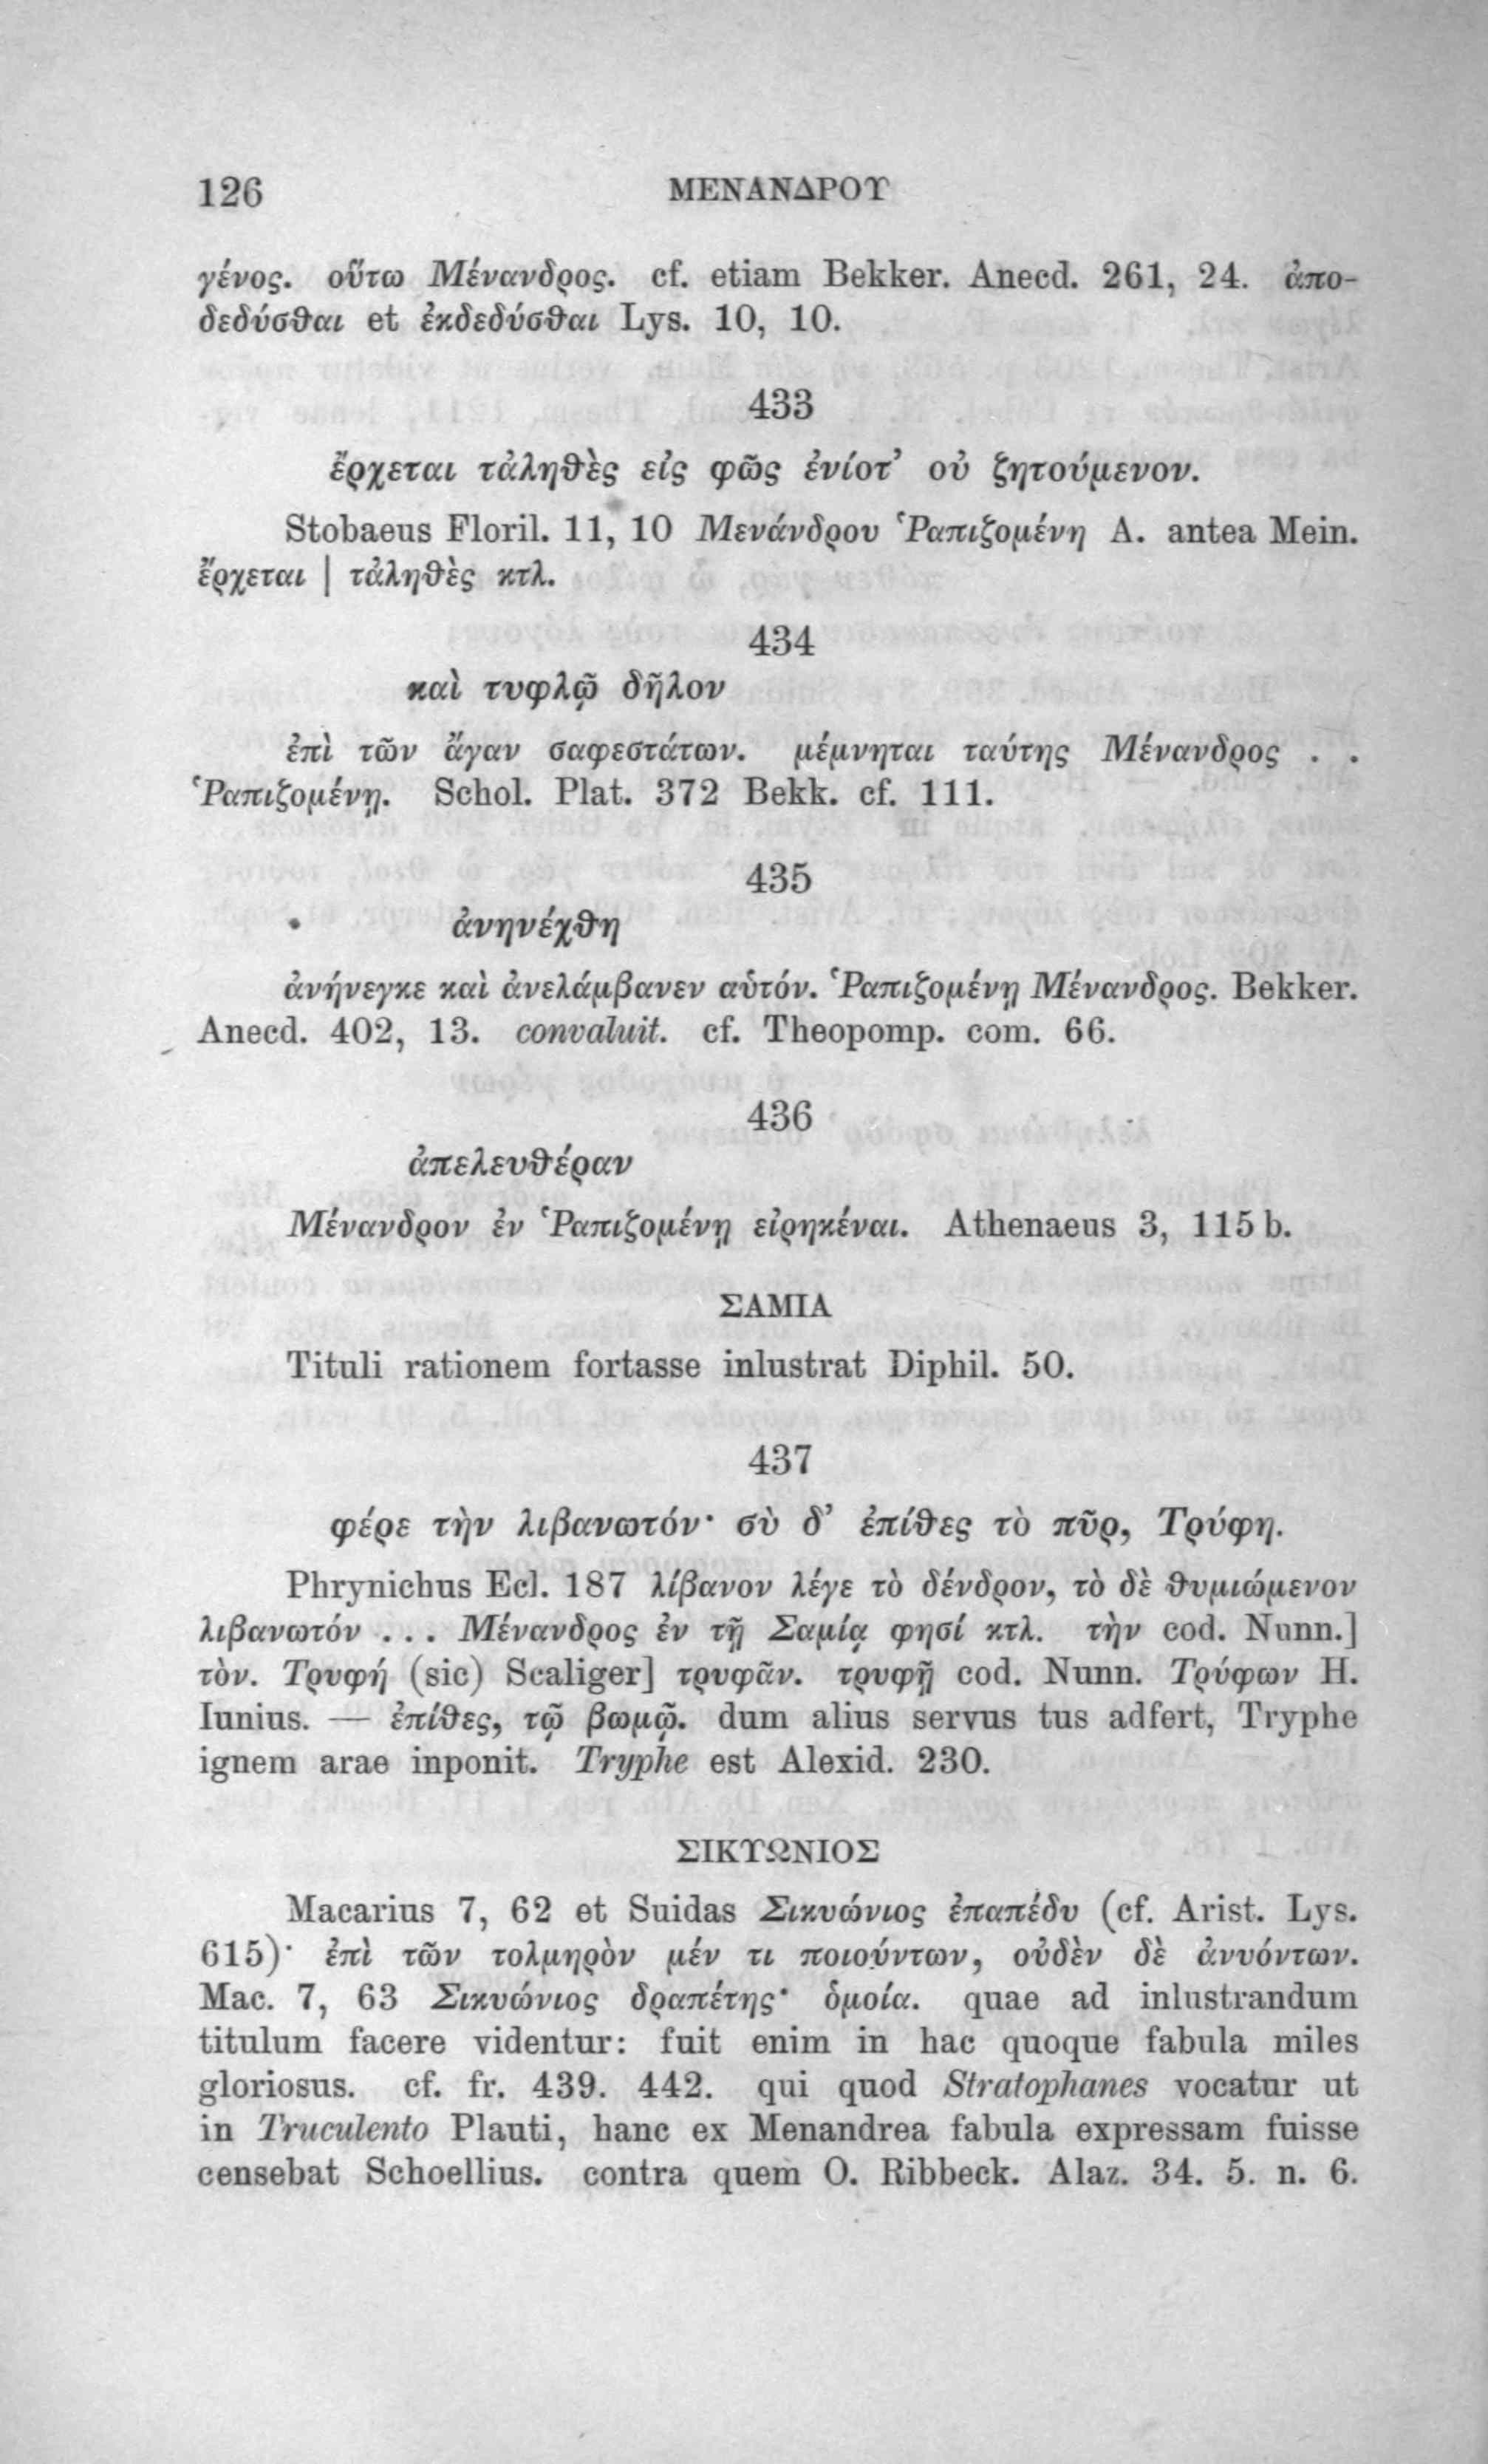 126 ΜΕΝΑΝΔΡΟΥ
γένος. οὕτω Μένανδρος. cf. etiam Bekker. Anecd. 261, 24. ἀπο-
δεδύσθαι et ἐκδεδύσθαι Lys. 10, 10.
433
ἔρχεται τἀληθὲς εἰς φῶς ἐνίοτ’ οὐ ζητούμενον.
Stobaeus Floril. 11, 10 Μενάνδρου Ῥαπιζομένη A. antea Mein.
ἔρχεται | τἀληθὲς κτλ.
434
καὶ τυφλῷ δῆλον
ἐπὶ τῶν ἄγαν σαφεστάτων. μέμνηται ταύτης Μένανδρος . .
Ῥαπιζομένῃ. Schol. Plat. 372 Bekk. cf. 111.
435
ἀνηνέχθη
ἀνήνεγκε καὶ ἀνελάμβανεν αὑτόν. Ῥαπιζομένῃ Μένανδρος. Bekker.
Anecd. 402, 13. convaluit. cf. Theopomp. com. 66.
436
ἀπελευθέραν
Μένανδρον ἐν Ῥαπιζομένῃ εἰρηκέναι. Athenaeus 3, 115 b.
ΣΑΜΙΑ
Tituli rationem fortasse inlustrat Diphil. 50.
437
φέρε τὴν λιβανωτόν· σὺ δ’ ἐπίθες τὸ πῦρ, Τρύφη.
Phrynichus Ecl. 187 λίβανον λέγε τὸ δένδρον, τὸ δὲ θυμιώμενον
λιβανωτόν ... Μένανδρος ἐν τῇ Σαμίᾳ φησί κτλ. τὴν cod. Nunn.]
τὸν. Τρυφή (sic) Scaliger] τρυφᾶν. τρυφῇ cod. Nunn. Τρύφων H.
Iunius. — ἐπίθες, τῷ βωμῷ. dum alius servus tus adfert, Tryphe
ignem arae inponit. Tryphe est Alexid. 230.
ΣΙΚΥΩΝΙΟΣ
Macarius 7, 62 et Suidas Σικυώνιος ἐπαπέδυ (cf. Arist. Lys.
615)· ἐπὶ τῶν τολμηρὸν μέν τι ποιούντων, οὐδὲν δὲ ἀνυόντων.
Mac. 7, 63 Σικυώνιος δραπέτης· ὁμοία. quae ad inlustrandum
titulum facere videntur: fuit enim in hac quoque fabula miles
gloriosus. cf. fr. 439. 442. qui quod Stratophanes vocatur ut
in Truculento Plauti, hanc ex Menandrea fabula expressam fuisse
censebat Schoellius. contra quem O. Ribbeck. Alaz. 34. 5. n. 6.